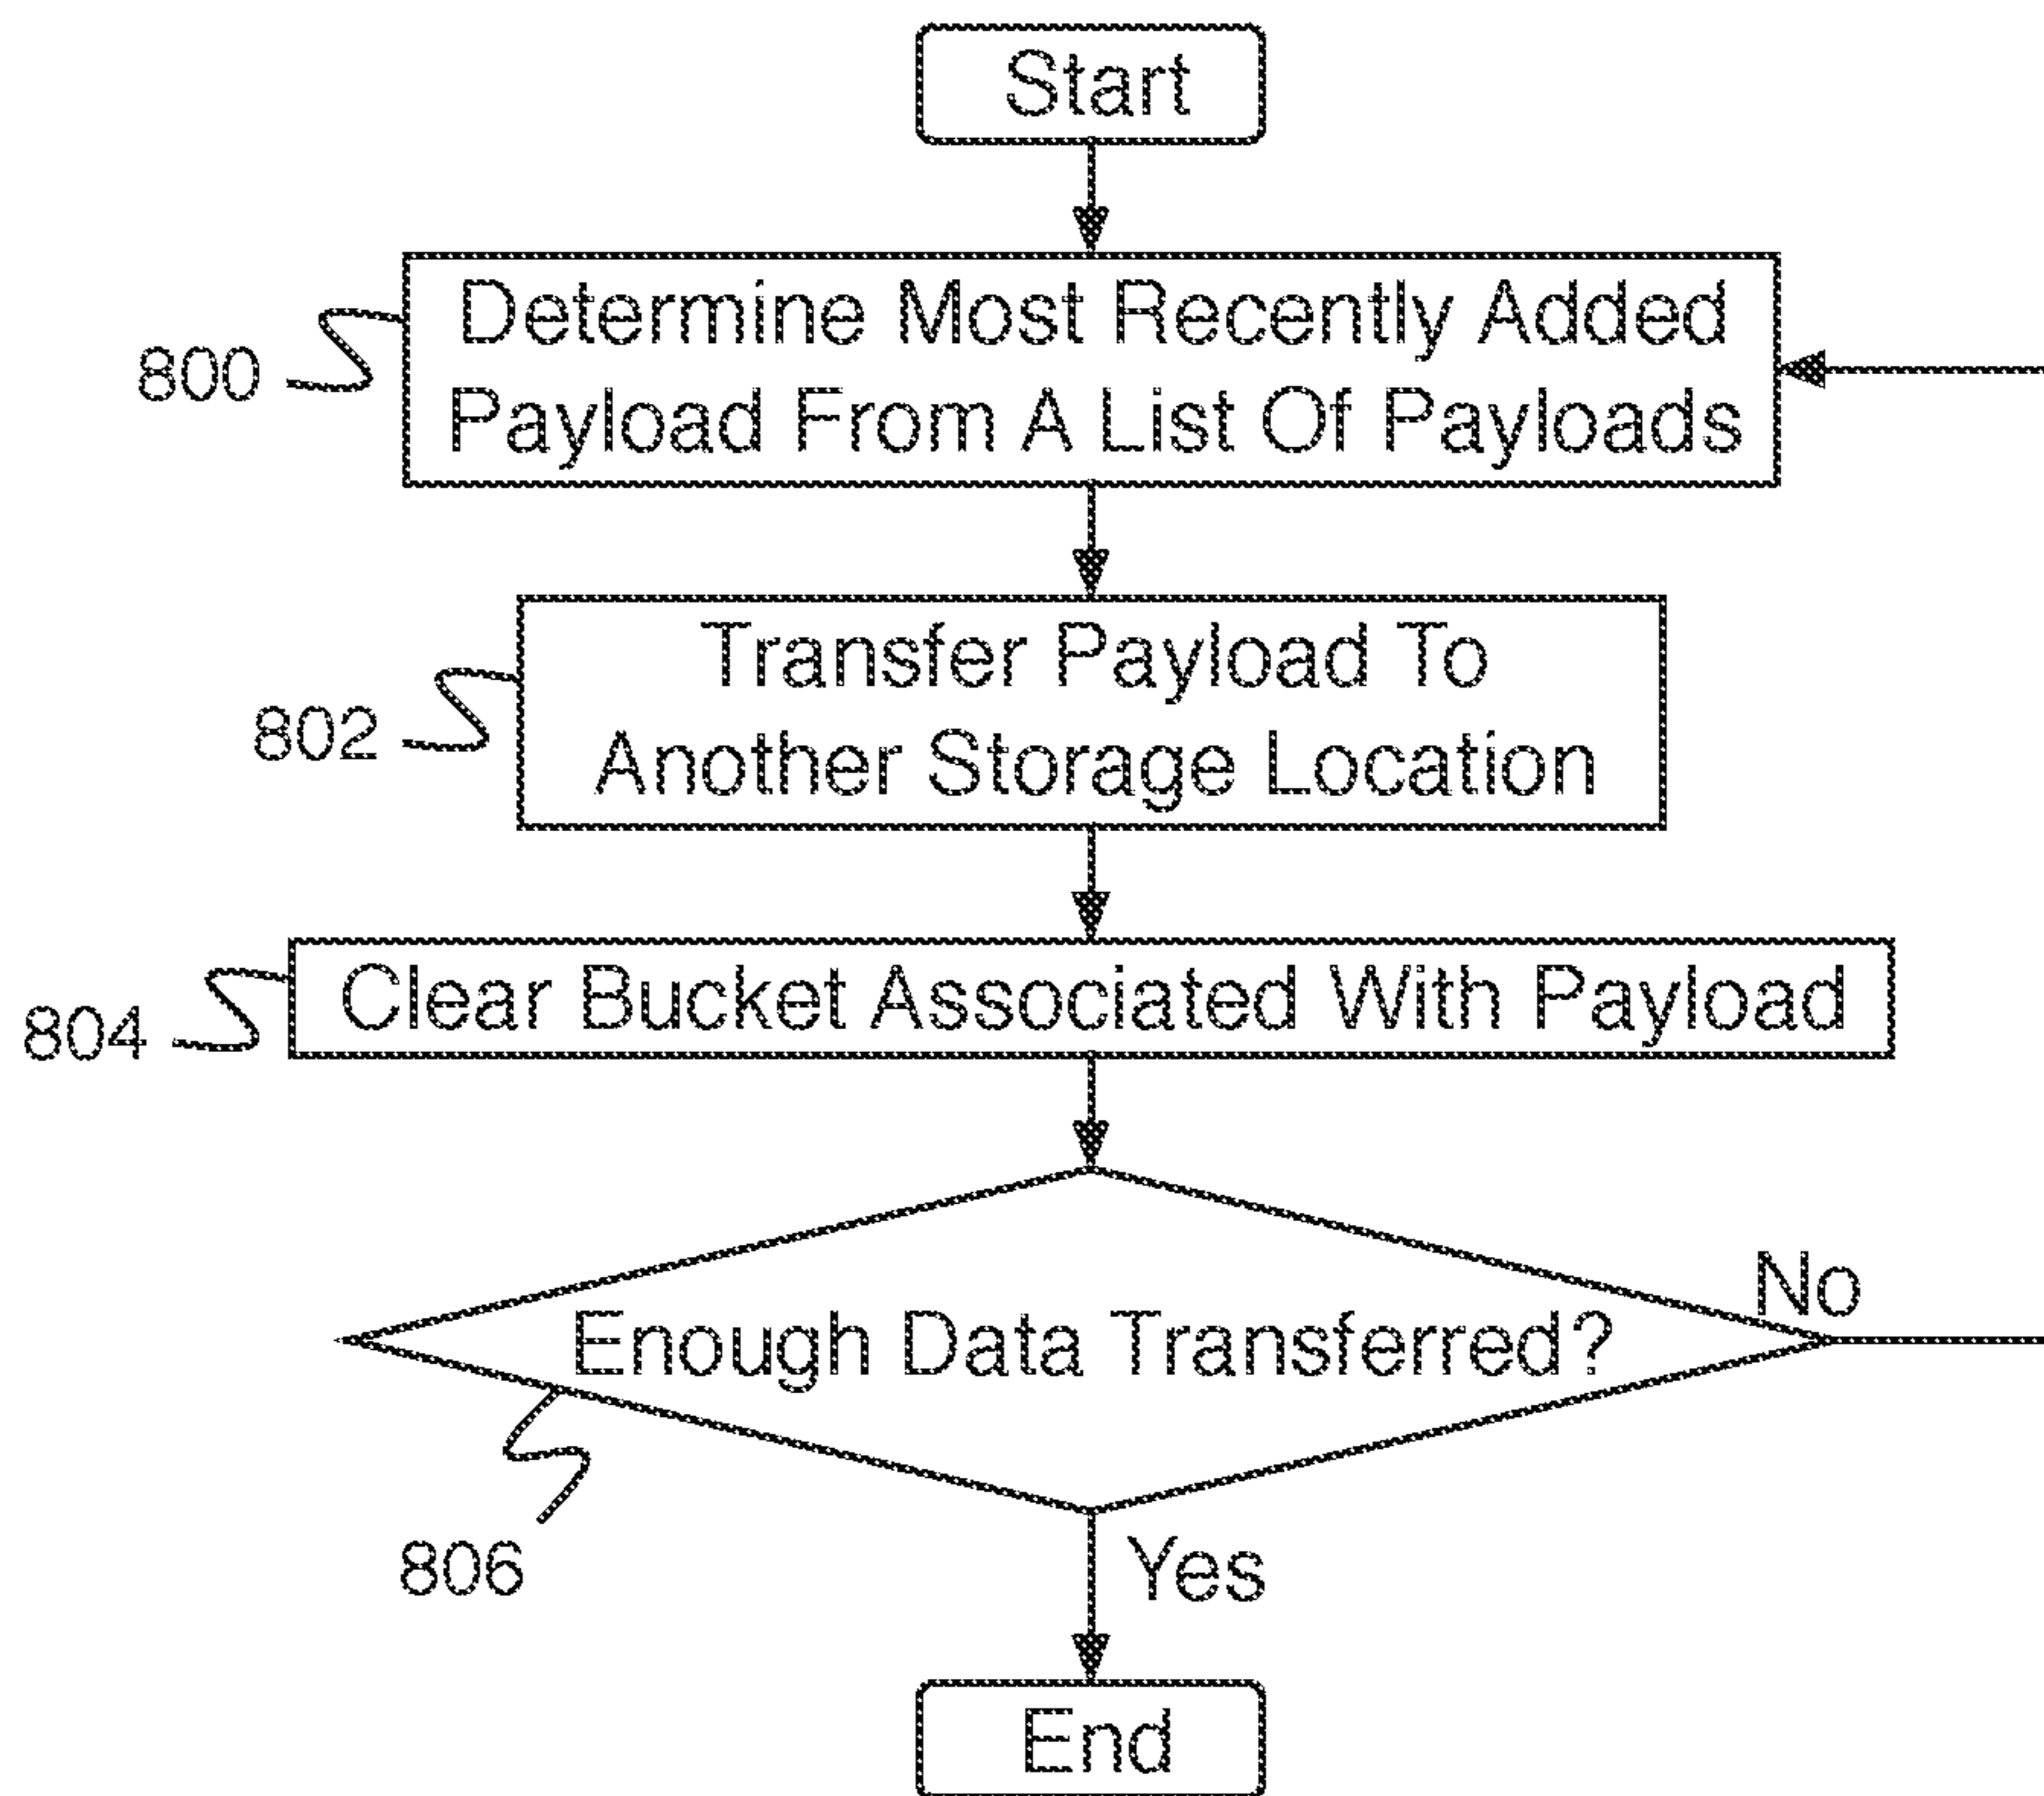 Start
Determine Most Recently Added
Payload From A List Of Payloads
800
Transfer Payload To
Another Storage Location
802
Clear Bucket Associated With Payload
804
No
Enough Data Transferred?
806
Yes
End